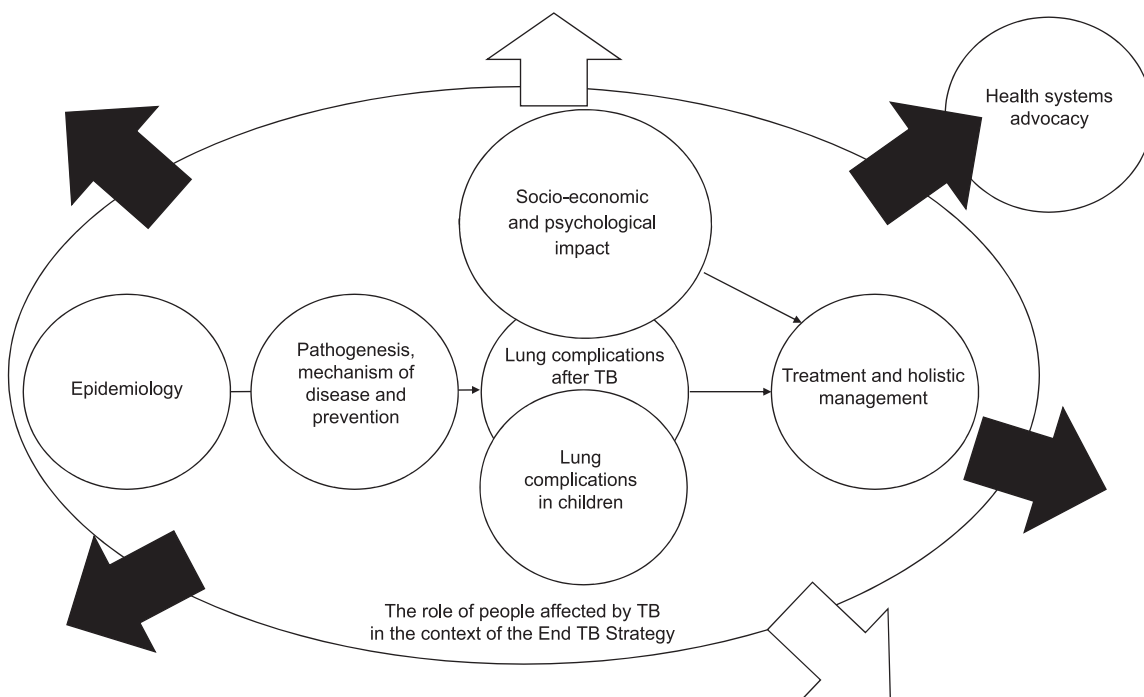 Health systems
advocacy
Socio-economic
and psychological
impact
Epidemiology
Pathogenesis,
mechanism of
disease and
prevention
Lung complications
after TB
Treatment and holistic
management
Lung
complications
in children
The role of people affected by TB
in the context of the End TB Strategy